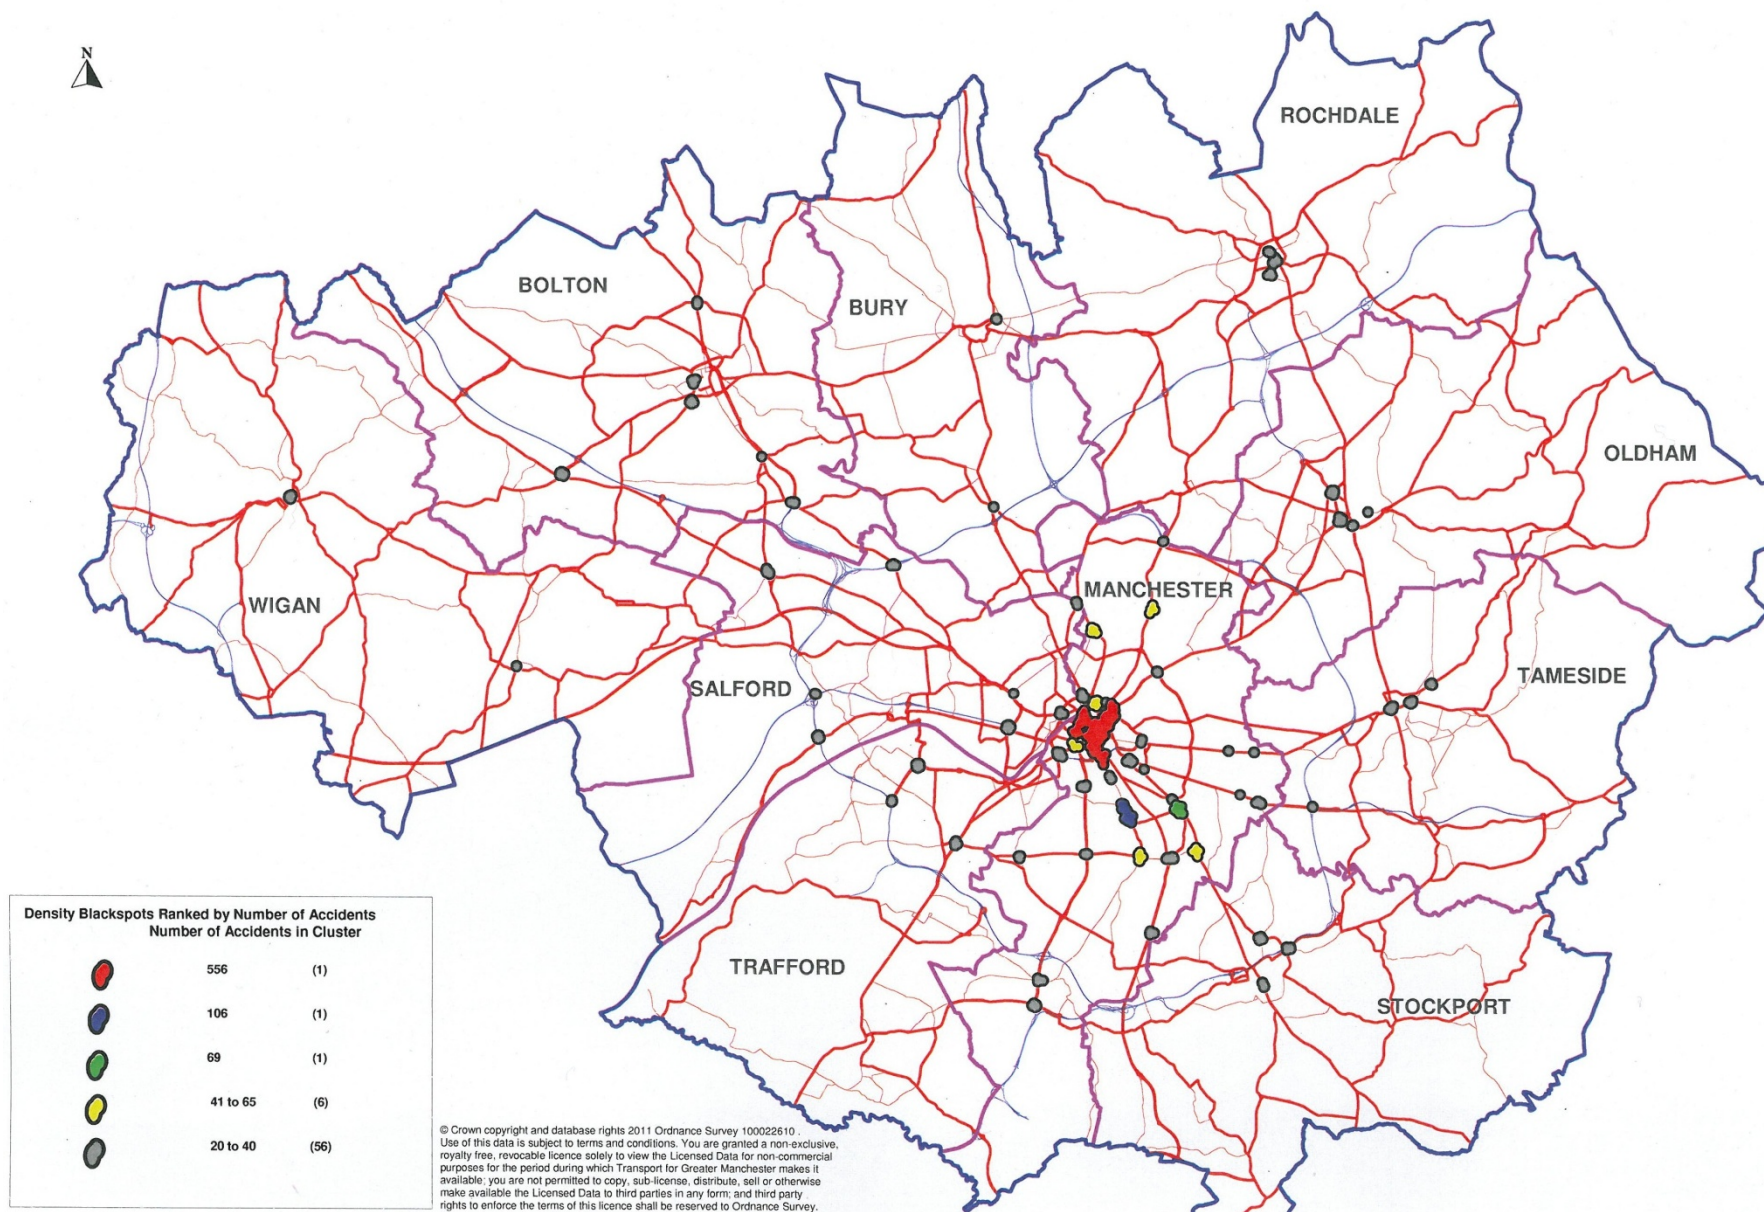 N
ROCHDALE
BOLTON
BURY
OLDHAM
WIGAN
MANCHESTER
SALFORD
TAMESIDE
TRAFFORD
STOCKPORT
Density Blackspots Ranked by Number of Accidents
Number of Accidents in Cluster
556 (1)
106 (1)
69 (1)
41 to 65 (6)
20 to 40 (56)
© Crown copyright and database rights 2011 Ordnance Survey 100022610 .
Use of this data is subject to terms and conditions. You are granted a non-exclusive,
royalty free, revocable licence solely to view the Licensed Data for non-commercial
purposes for the period during which Transport for Greater Manchester makes it
available; you are not permitted to copy, sub-license, distribute, sell or otherwise
make available the Licensed Data to third parties in any form; and third party
rights to enforce the terms of this licence shall be reserved to Ordnance Survey.